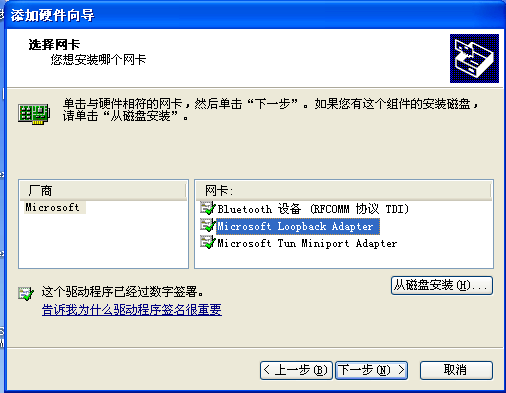 添加硬件向导
选择网卡
您想安装哪个网卡
单击与硬件相符的网卡，然后单击“下一步”。如果您有这个组件的安装磁盘，
请单击“从磁盘安装”。
厂商
Microsoft
网卡:
Bluetooth 设备 (RFCOMM 协议 TDI)
Microsoft Loopback Adapter
Microsoft Tun Miniport Adapter
这个驱动程序已经过数字签署。
告诉我为什么驱动程序签名很重要
从磁盘安装(H)...
< 上一步(B)
下一步(N) >
取消